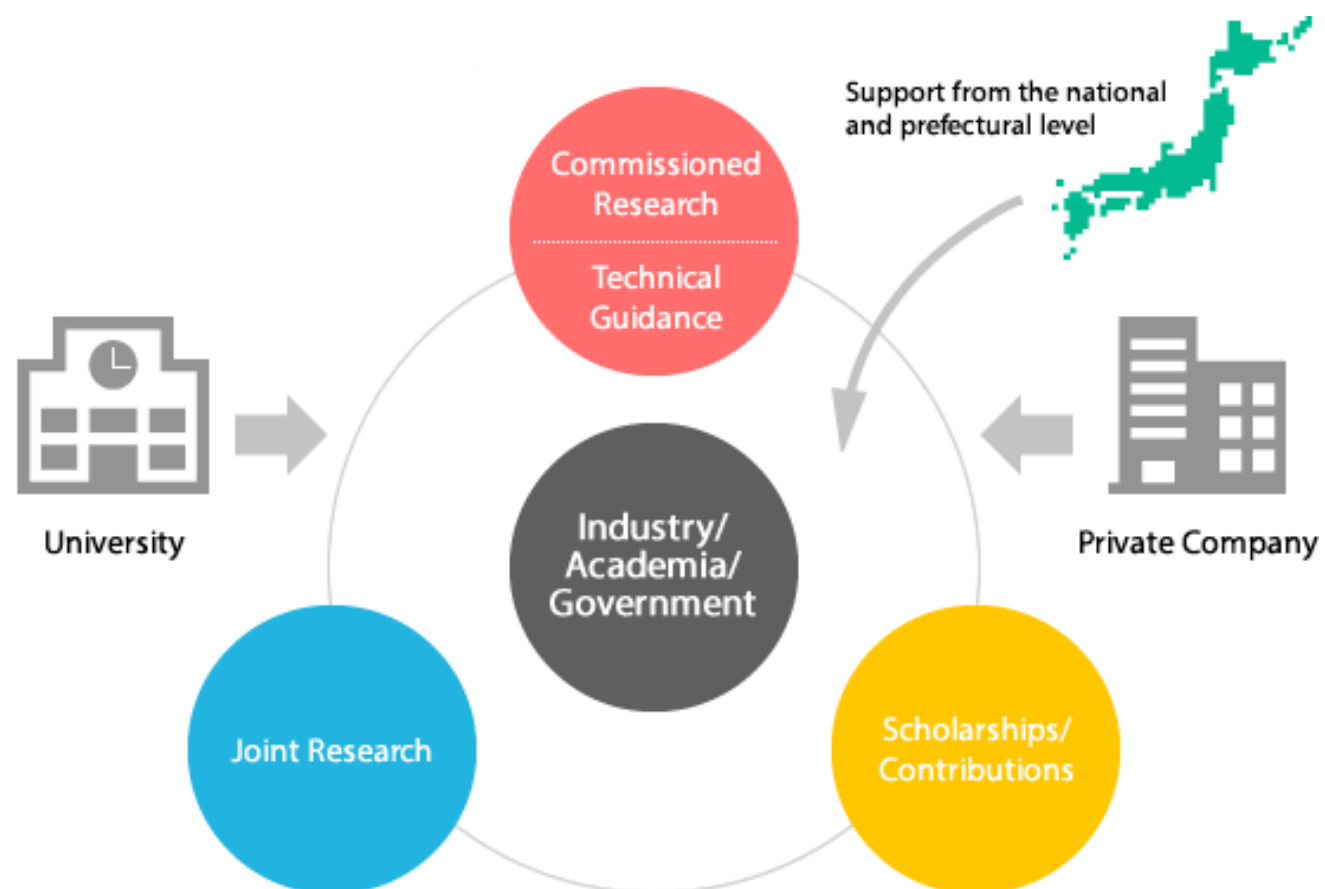 Support from the national
and prefectural level
Commissioned
Research
Technical
Guidance
University
Private Company
Industry/
Academia/
Government
Joint Research
Scholarships/
Contributions